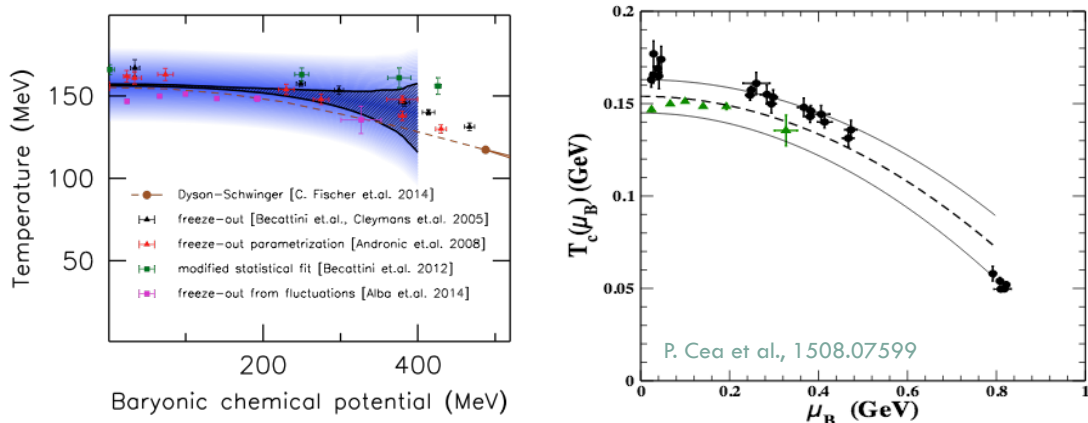 Temperature (MeV)
150
100
50
Dyson-Schwinger [C. Fischer et.al. 2014]
freeze-out [Becattini et.al., Cleymans et.al. 2005]
freeze-out parametrization [Andronic et.al. 2008]
modified statistical fit [Becattini et.al. 2012]
freeze-out from fluctuations [Alba et.al. 2014]
200
400
Baryonic chemical potential (MeV)
T_c(μ_B) (GeV)
0.2
0.15
0.1
0.05
0
P. Cea et al., 1508.07599
0
0.2
0.4
0.6
0.8
1
μ_B (GeV)